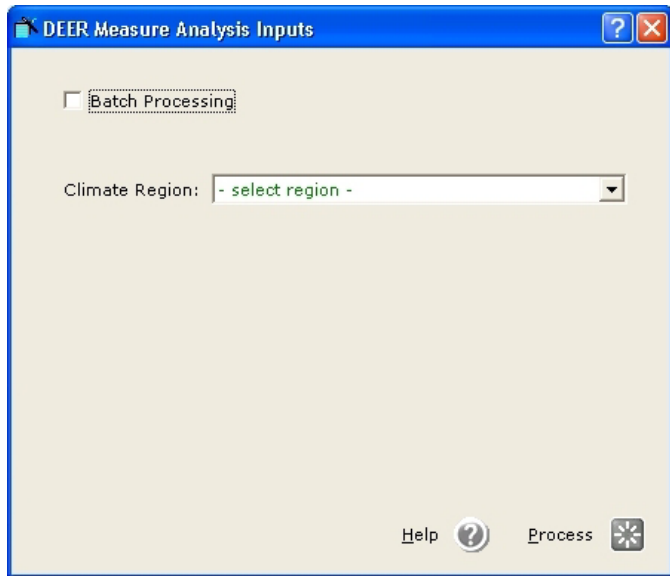 DEER Measure Analysis Inputs
Batch Processing
Climate Region: - select region -
Help ? Process